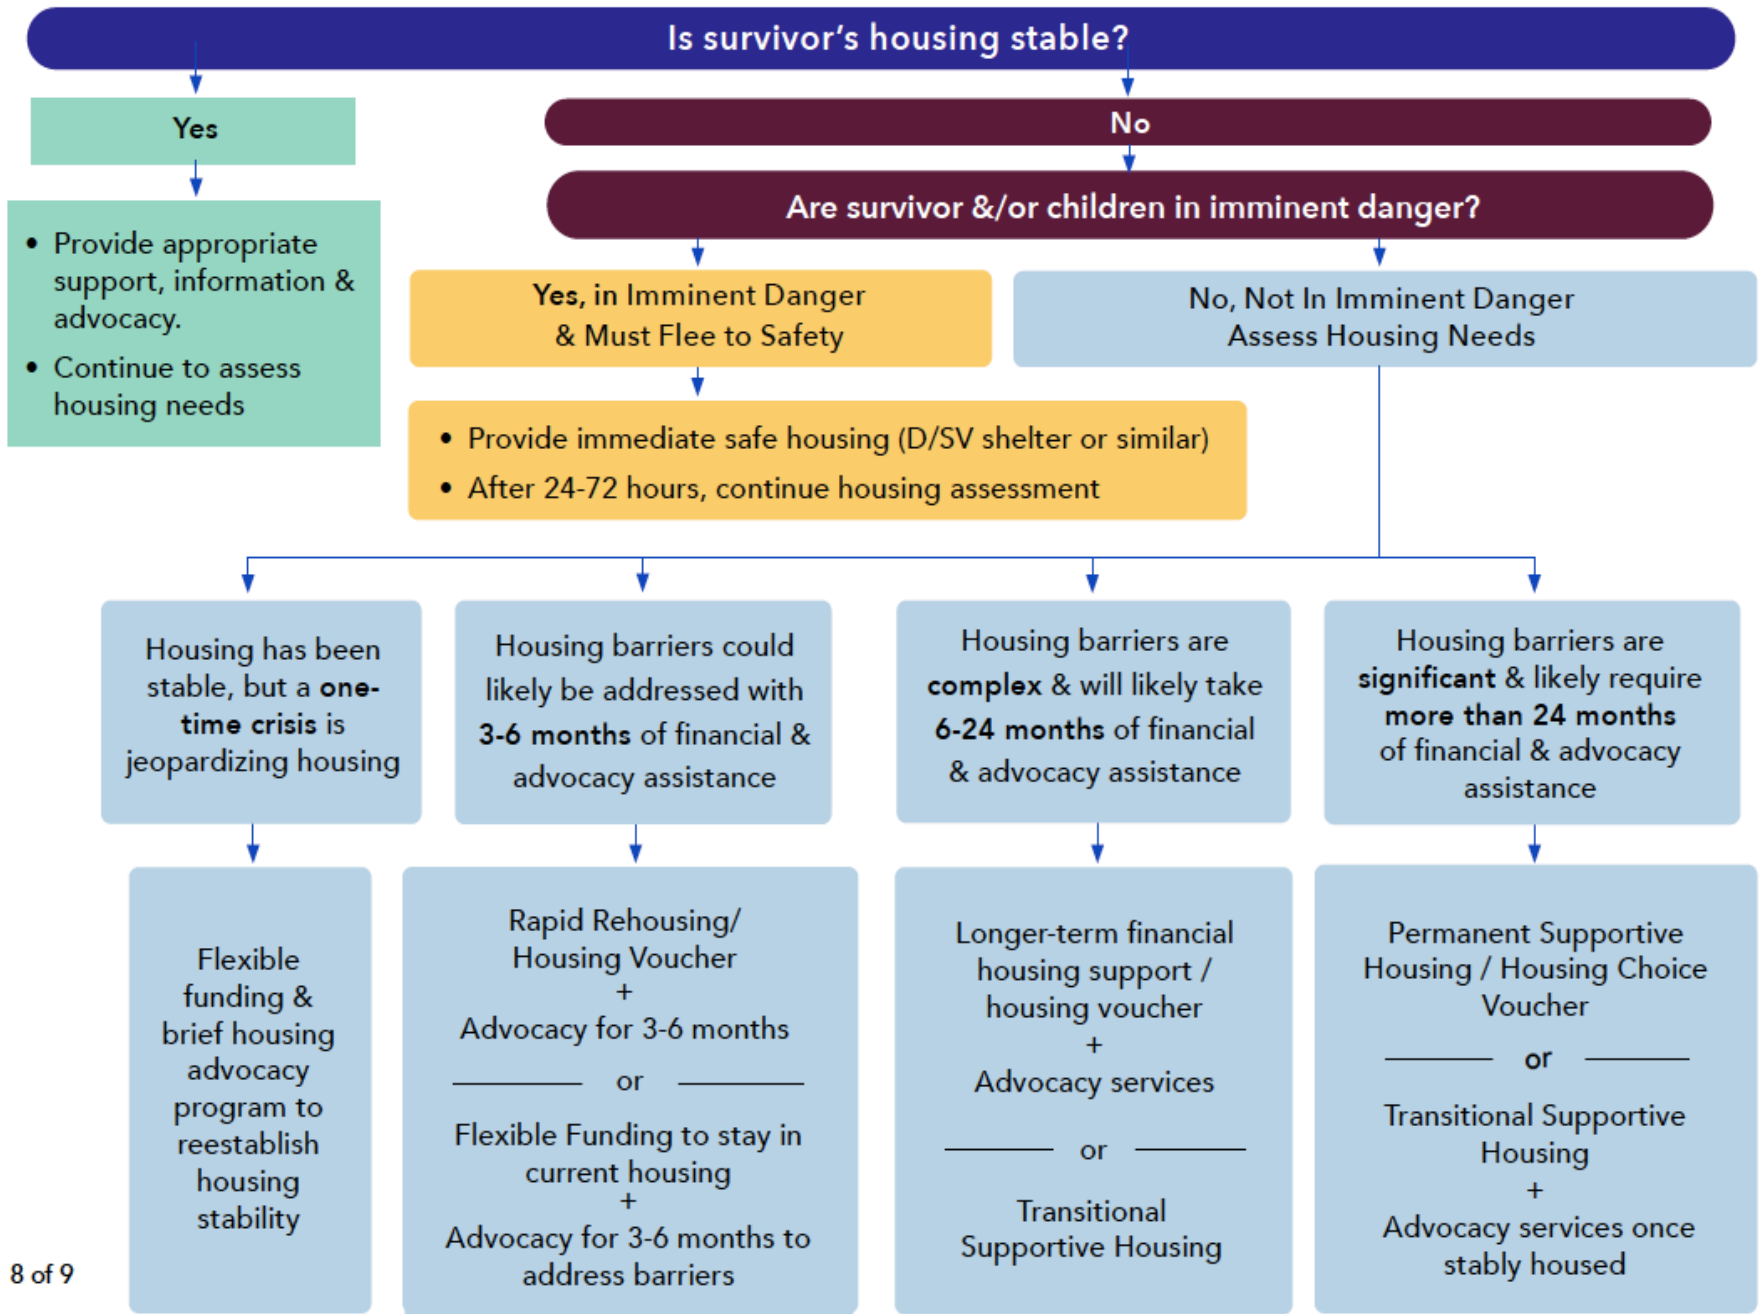 Is survivor's housing stable?
Yes
No
Are survivor &/or children in imminent danger?
• Provide appropriate
support, information &
advocacy.
• Continue to assess
housing needs
Yes, in Imminent Danger
& Must Flee to Safety
No, Not In Imminent Danger
Assess Housing Needs
• Provide immediate safe housing (D/SV shelter or similar)
• After 24-72 hours, continue housing assessment
Housing has been
stable, but a one-
time crisis is
jeopardizing housing
Housing barriers could
likely be addressed with
3-6 months of financial &
advocacy assistance
Housing barriers are
complex & will likely take
6-24 months of financial
& advocacy assistance
Housing barriers are
significant & likely require
more than 24 months
of financial & advocacy
assistance
Flexible
funding &
brief housing
advocacy
program to
reestablish
housing
stability
Rapid Rehousing/
Housing Voucher
+
Advocacy for 3-6 months
or
Flexible Funding to stay in
current housing
+
Advocacy for 3-6 months to
address barriers
Longer-term financial
housing support /
housing voucher
+
Advocacy services
or
Transitional
Supportive Housing
Permanent Supportive
Housing / Housing Choice
Voucher
or
Transitional Supportive
Housing
+
Advocacy services once
stably housed
8 of 9